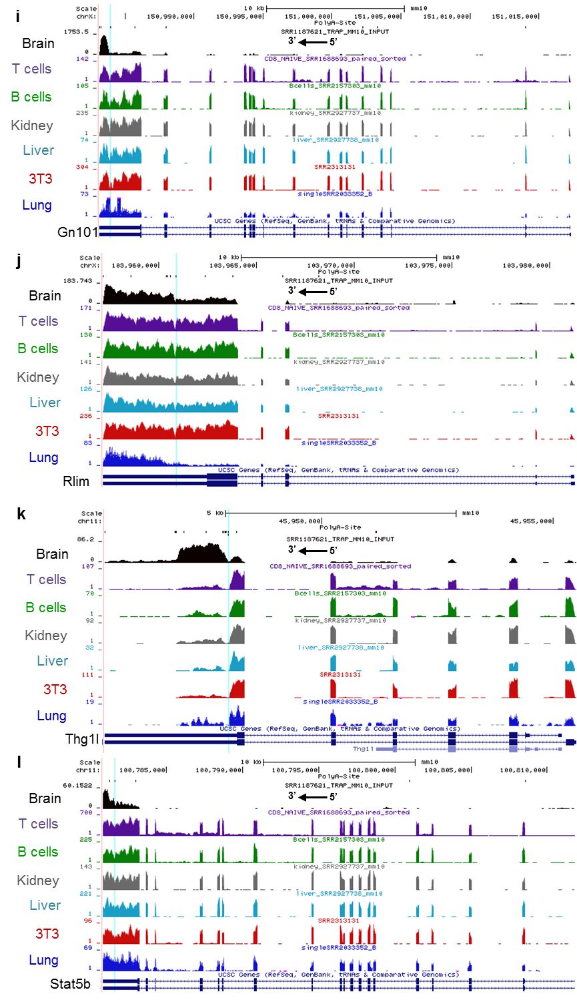 i
Scale 10 kb mm10
chrX: 150,990,000 150,995,000 151,000,000 151,005,000 151,010,000 151,015,000
PolyA-Site
1753.5 SRR1187621_TRAP_MM10_INPUT
Brain 3' 5'
0
142 CD8_NAIVE_SRR1688693_paired_sorted
T cells
1
105 Bcells_SRR2157303_mm10
B cells
1
235 kidney_SRR2927737_mm10
Kidney
1
74 liver_SRR2927738_mm10
Liver
1
304 SRR2313131
3T3
1
73 singleSRR2033352_B
Lung
1
UCSC Genes (RefSeq, GenBank, tRNAs & Comparative Genomics)
Gn101
j
Scale 10 kb mm10
chrX: 103,960,000 103,965,000 103,970,000 103,975,000 103,980,000
PolyA-Site
183.743 SRR1187621_TRAP_MM10_INPUT
Brain 3' 5'
0
171 CD8_NAIVE_SRR1688693_paired_sorted
T cells
1
130 Bcells_SRR2157303_mm10
B cells
1
141 kidney_SRR2927737_mm10
Kidney
1
126 liver_SRR2927738_mm10
Liver
1
236 SRR2313131
3T3
1
83 singleSRR2033352_B
Lung
1
UCSC Genes (RefSeq, GenBank, tRNAs & Comparative Genomics)
Rlim
k
Scale 5 kb mm10
chr11: 45,950,000 45,955,000
PolyA-Site
86.2 SRR1187621_TRAP_MM10_INPUT
Brain 3' 5'
0
107 CD8_NAIVE_SRR1688693_paired_sorted
T cells
1
70 Bcells_SRR2157303_mm10
B cells
1
92 kidney_SRR2927737_mm10
Kidney
1
32 liver_SRR2927738_mm10
Liver
1
111 SRR2313131
3T3
1
19 singleSRR2033352_B
Lung
1
UCSC Genes (RefSeq, GenBank, tRNAs & Comparative Genomics)
Thg1l
Thg1l
l
Scale 10 kb mm10
chr11: 100,785,000 100,790,000 100,795,000 100,800,000 100,805,000 100,810,000
PolyA-Site
60.1522 SRR1187621_TRAP_MM10_INPUT
Brain 3' 5'
0
700 CD8_NAIVE_SRR1688693_paired_sorted
T cells
1
225 Bcells_SRR2157303_mm10
B cells
1
143 kidney_SRR2927737_mm10
Kidney
1
221 liver_SRR2927738_mm10
Liver
1
96 SRR2313131
3T3
1
69 singleSRR2033352_B
Lung
1
UCSC Genes (RefSeq, GenBank, tRNAs & Comparative Genomics)
Stat5b